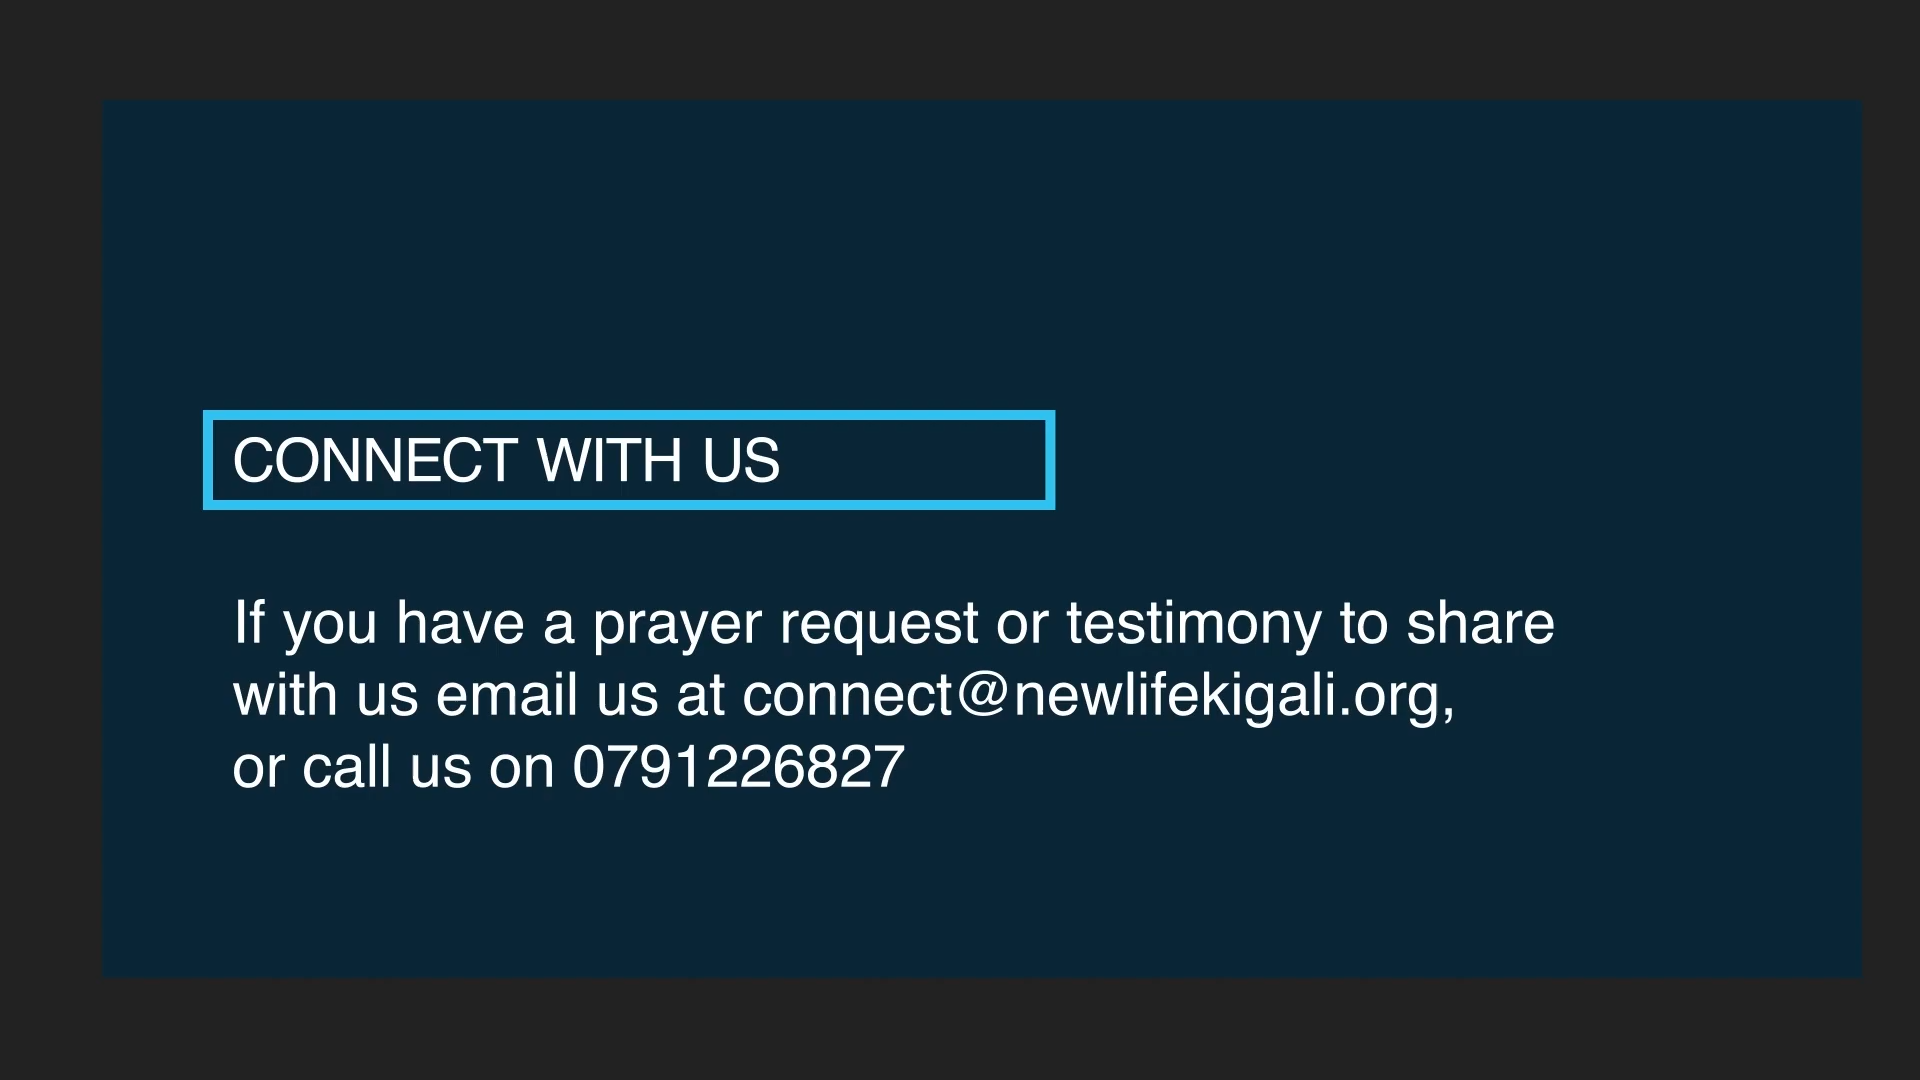 CONNECT WITH US
If you have a prayer request or testimony to share
with us email us at connect@newlifekigali.org,
or call us on 0791226827